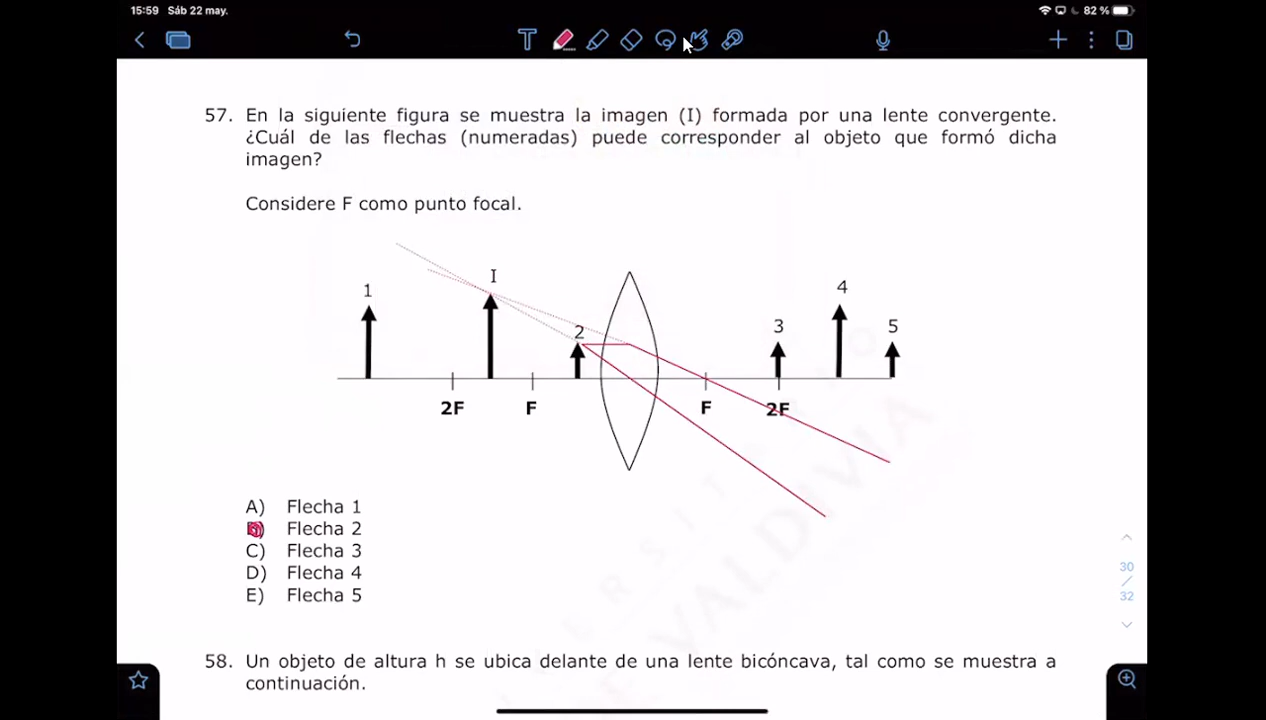 15:59 Sáb 22 may.
82 %
T
57. En la siguiente figura se muestra la imagen (I) formada por una lente convergente.
¿Cuál de las flechas (numeradas) puede corresponder al objeto que formó dicha
imagen?
Considere F como punto focal.
1
I
2
3
4
5
2F
F
F
2F
A) Flecha 1
Flecha 2
C) Flecha 3
D) Flecha 4
E) Flecha 5
30
/
32
58. Un objeto de altura h se ubica delante de una lente bicóncava, tal como se muestra a
continuación.
VALDIVIA